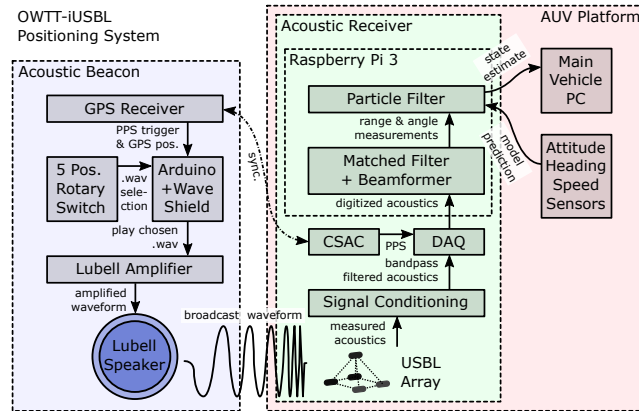 OWTT-iUSBL
Positioning System
Acoustic Beacon
GPS Receiver
PPS trigger
& GPS pos.
5 Pos.
Rotary
Switch
.wav
sele-
ction
Arduino
+Wave
Shield
play chosen
.wav
Lubell Amplifier
amplified
waveform
Lubell
Speaker
broadcast waveform
sync.
AUV Platform
Acoustic Receiver
Raspberry Pi 3
Particle Filter
range & angle
measurements
Matched Filter
+ Beamformer
digitized acoustics
CSAC
PPS
DAQ
bandpass
filtered acoustics
Signal Conditioning
measured
acoustics
USBL
Array
state
estimate
Main
Vehicle
PC
model
prediction
Attitude
Heading
Speed
Sensors